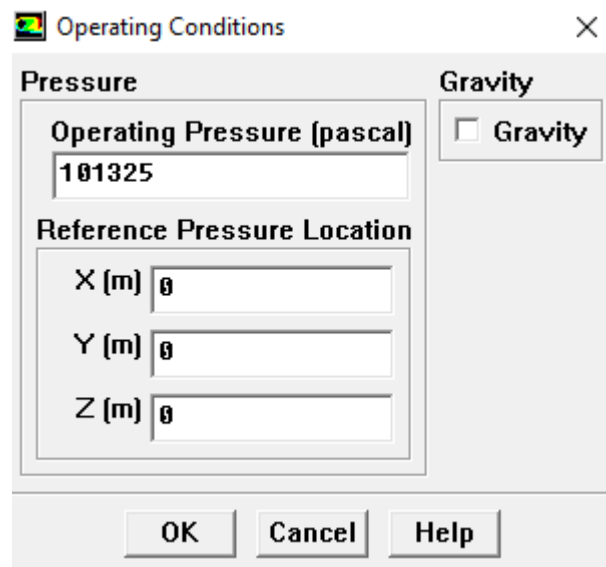 Operating Conditions
Pressure
Gravity
Operating Pressure (pascal)
101325
Gravity
Reference Pressure Location
X (m) 0
Y (m) 0
Z (m) 0
OK Cancel Help